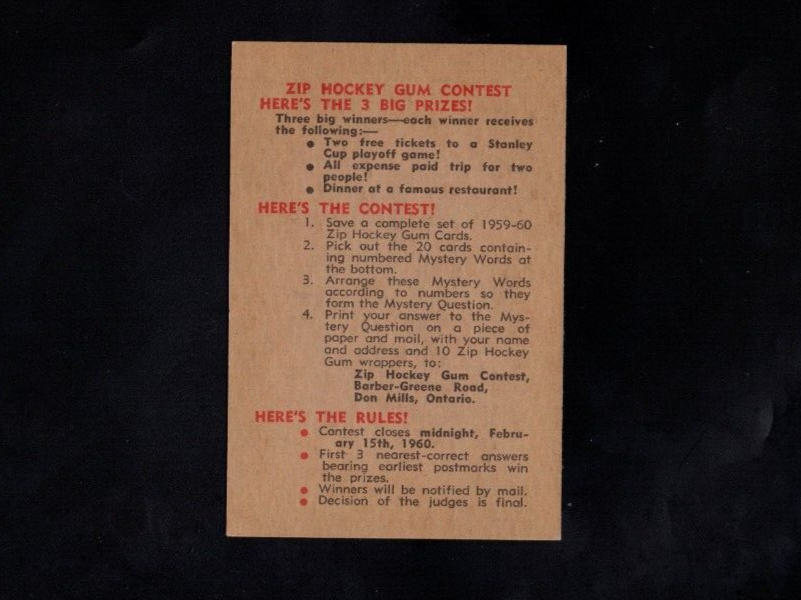 ZIP HOCKEY GUM CONTEST
HERE'S THE 3 BIG PRIZES!
Three big winners—each winner receives
the following:—
● Two free tickets to a Stanley
Cup playoff game!
● All expense paid trip for two
people!
● Dinner at a famous restaurant!
HERE'S THE CONTEST!
1. Save a complete set of 1959-60
Zip Hockey Gum Cards.
2. Pick out the 20 cards contain-
ing numbered Mystery Words at
the bottom.
3. Arrange these Mystery Words
according to numbers so they
form the Mystery Question.
4. Print your answer to the Mys-
tery Question on a piece of
paper and mail, with your name
and address and 10 Zip Hockey
Gum wrappers, to:
Zip Hockey Gum Contest,
Barber-Greene Road,
Don Mills, Ontario.
HERE'S THE RULES!
● Contest closes midnight, Febru-
ary 15th, 1960.
● First 3 nearest-correct answers
bearing earliest postmarks win
the prizes.
● Winners will be notified by mail.
● Decision of the judges is final.